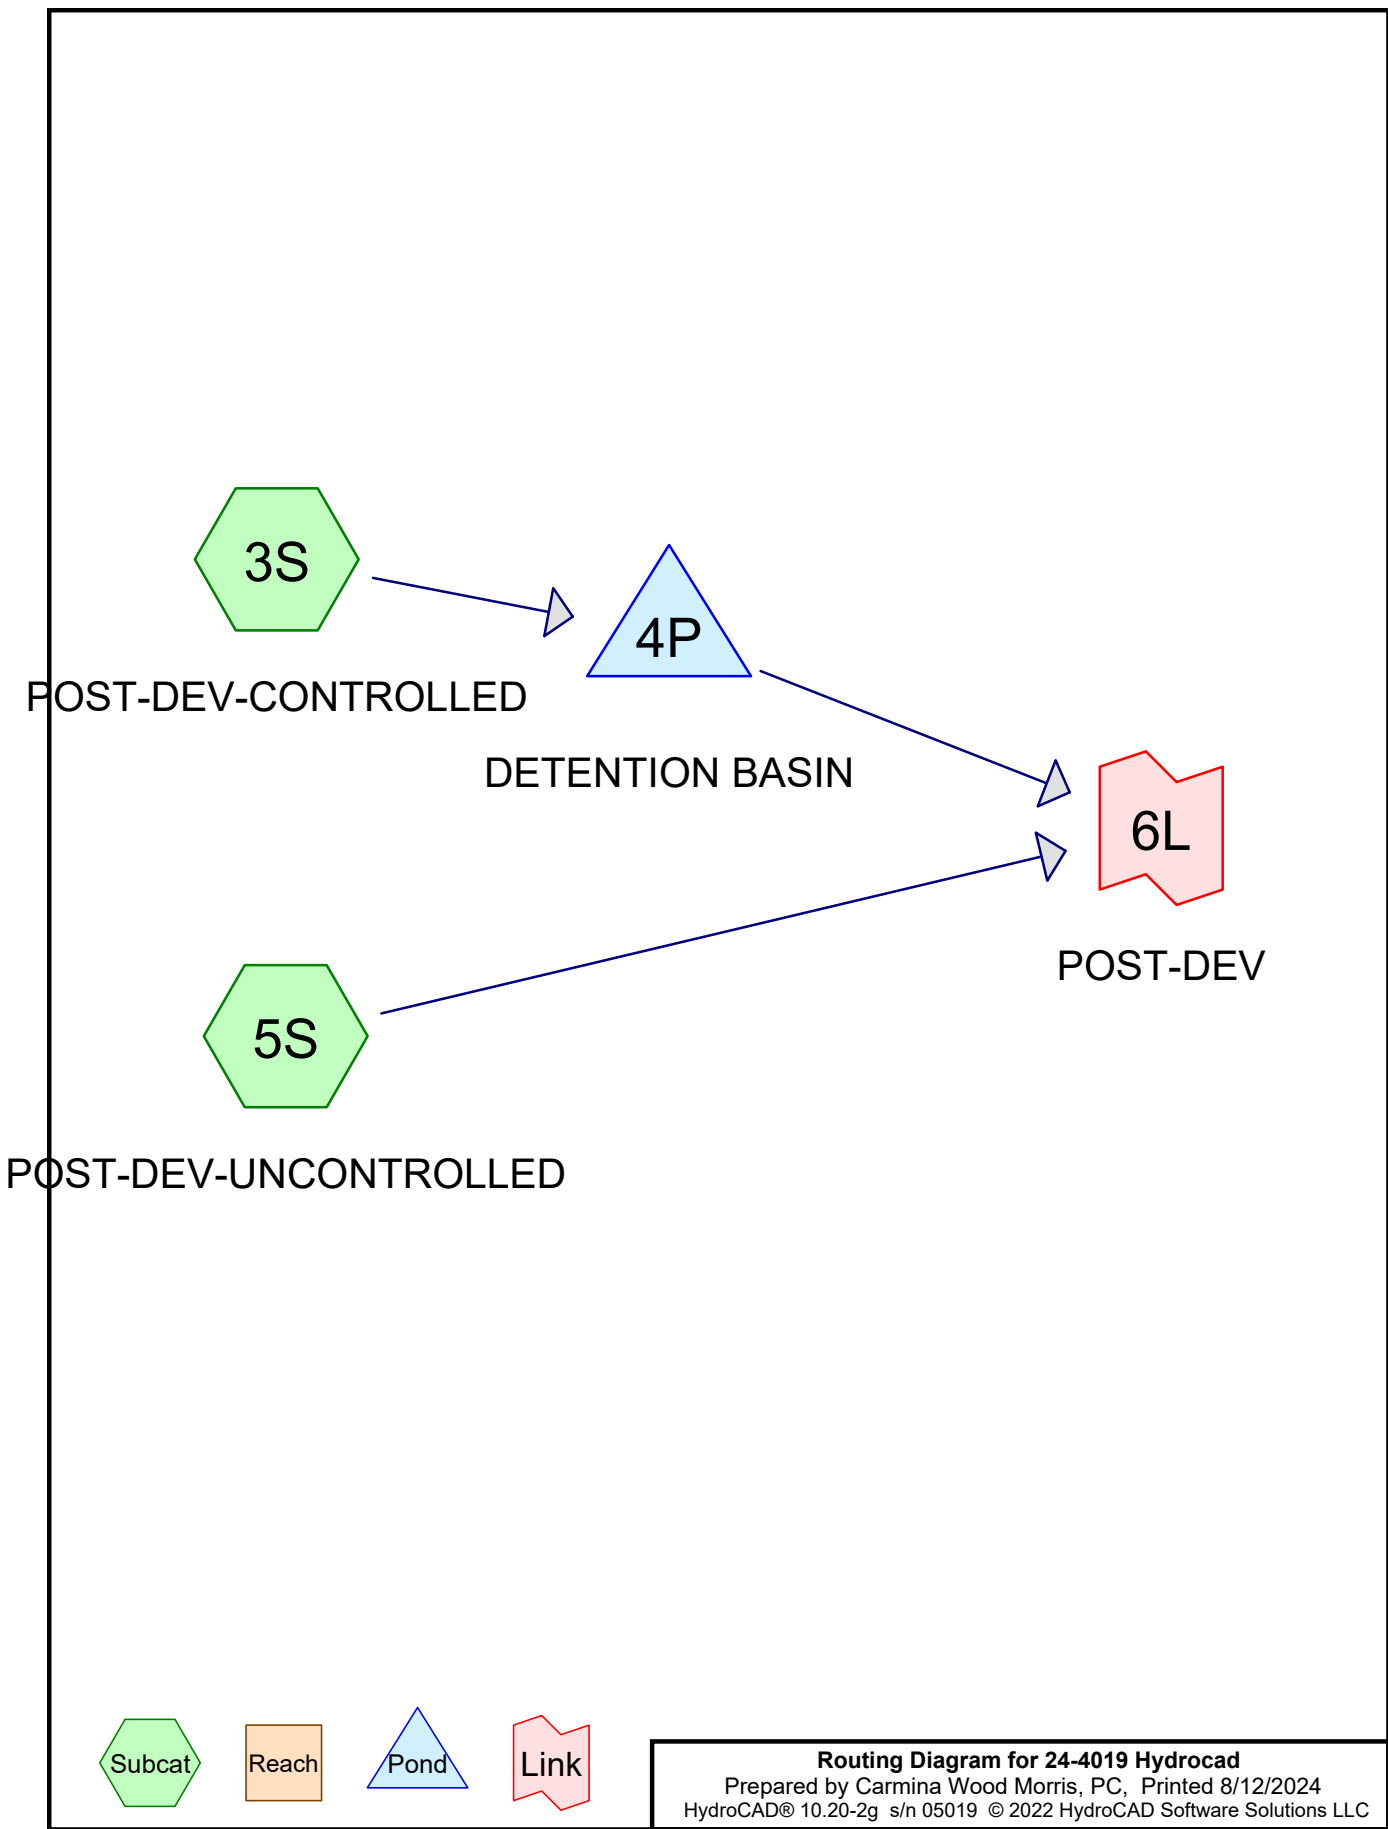 3S
POST-DEV-CONTROLLED
4P
DETENTION BASIN
6L
POST-DEV
5S
POST-DEV-UNCONTROLLED
Subcat
Reach
Pond
Link
Routing Diagram for 24-4019 Hydrocad
Prepared by Carmina Wood Morris, PC, Printed 8/12/2024
HydroCAD® 10.20-2g s/n 05019 © 2022 HydroCAD Software Solutions LLC